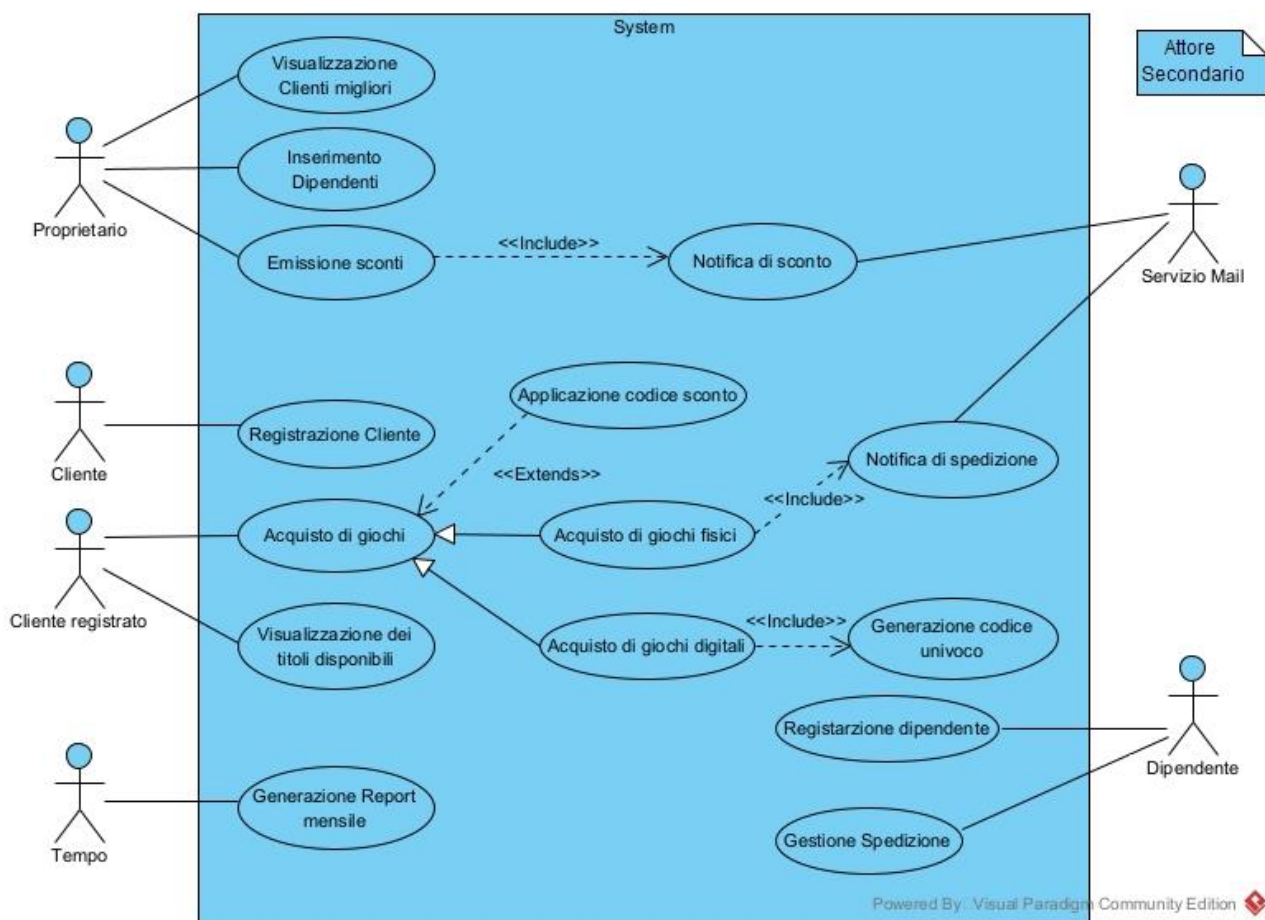 System
Attore
Secondario
Visualizzazione
Clienti migliori
Inserimento
Dipendenti
Proprietario
Emissione sconti
<<Include>>
Notifica di sconto
Servizio Mail
Applicazione codice sconto
Registrazione Cliente
Cliente
<<Extends>>
Notifica di spedizione
<<Include>>
Acquisto di giochi
Acquisto di giochi fisici
Cliente registrato
Visualizzazione dei
titoli disponibili
Acquisto di giochi digitali
<<Include>>
Generazione codice
univoco
Registarzione dipendente
Dipendente
Generazione Report
mensile
Tempo
Gestione Spedizione
Powered By Visual Paradigm Community Edition